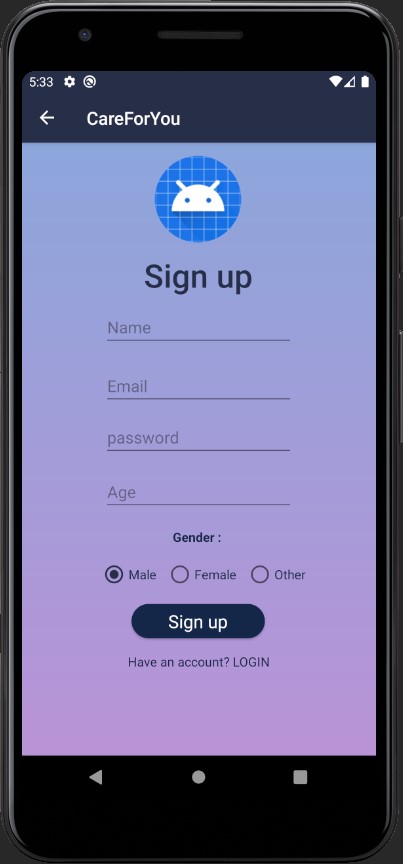 5:33
CareForYou
Sign up
Name
Email
password
Age
Gender :
Male Female Other
Sign up
Have an account? LOGIN